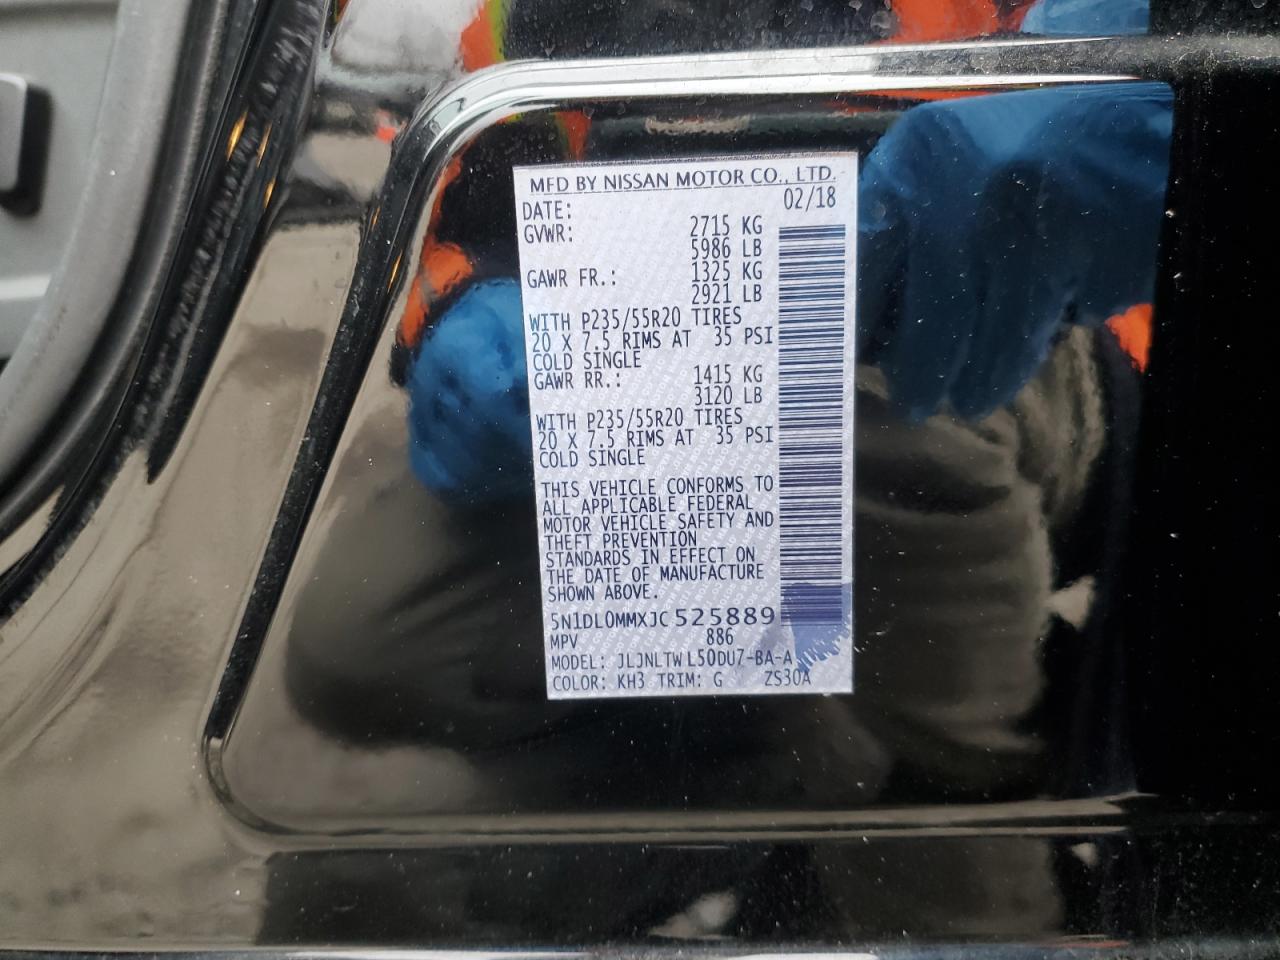 MFD BY NISSAN MOTOR CO., LTD.
DATE: 02/18
GVWR: 2715 KG
5986 LB
GAWR FR.: 1325 KG
2921 LB
WITH P235/55R20 TIRES
20 X 7.5 RIMS AT 35 PSI
COLD SINGLE
GAWR RR.: 1415 KG
3120 LB
WITH P235/55R20 TIRES
20 X 7.5 RIMS AT 35 PSI
COLD SINGLE
THIS VEHICLE CONFORMS TO
ALL APPLICABLE FEDERAL
MOTOR VEHICLE SAFETY AND
THEFT PREVENTION
STANDARDS IN EFFECT ON
THE DATE OF MANUFACTURE
SHOWN ABOVE.
5N1DL0MMXJC525889
MPV 886
MODEL: JLJNLTWL50DU7-BA-A
COLOR: KH3 TRIM: G ZS30A